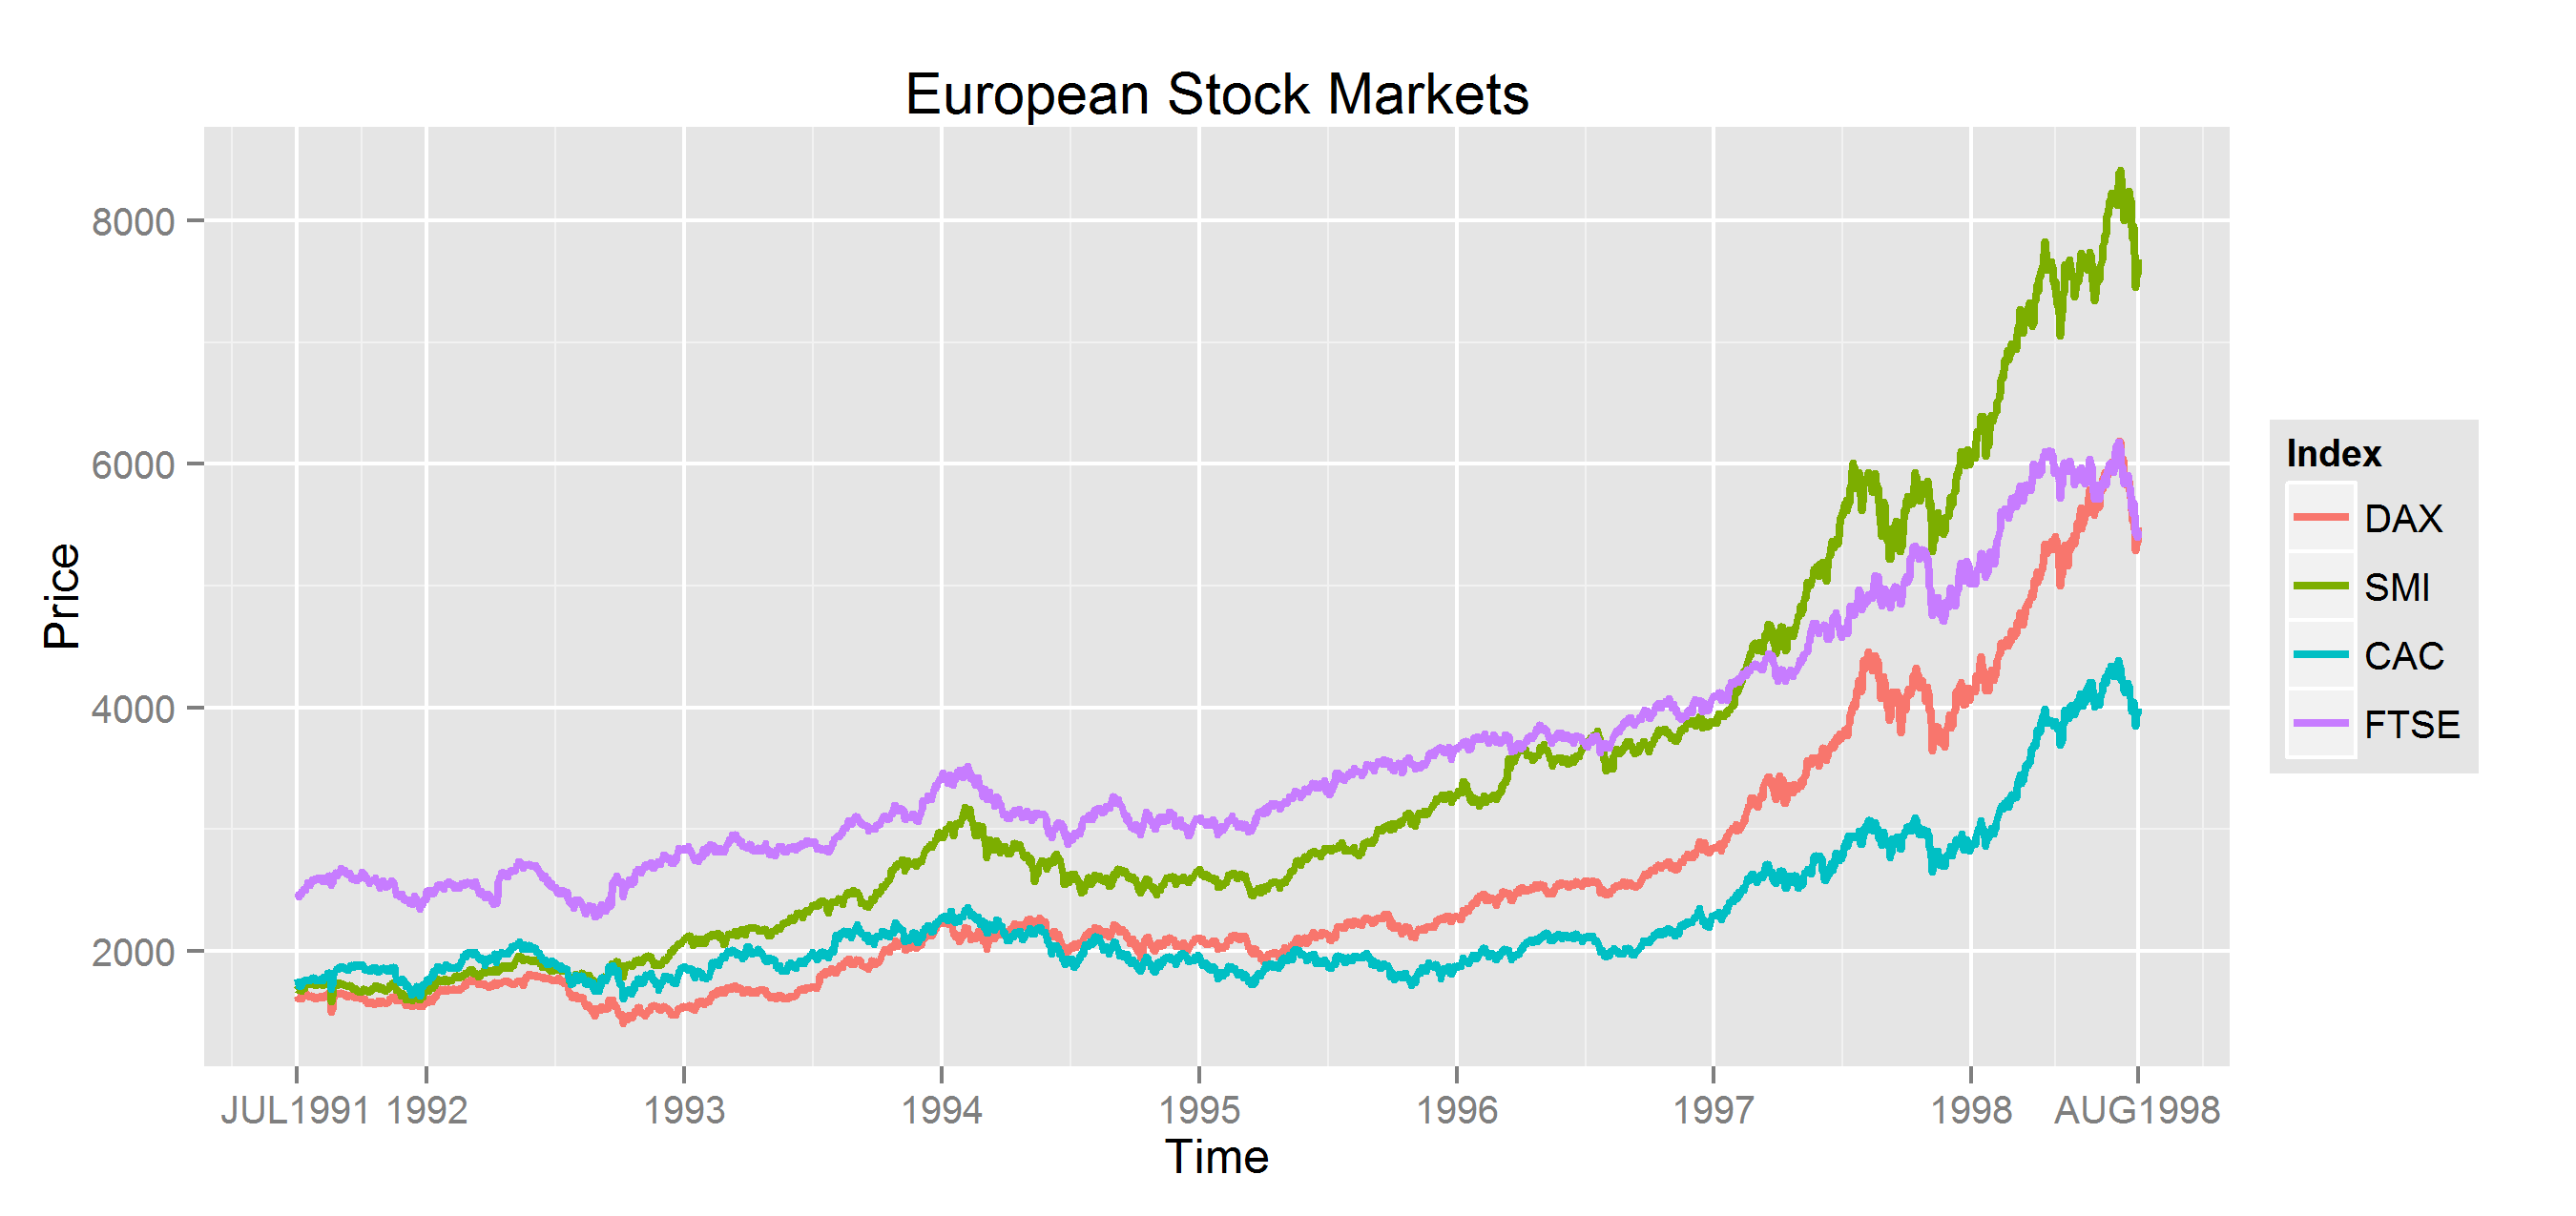 European Stock Markets
8000
6000
4000
2000
Price
JUL1991 1992 1993 1994 1995 1996 1997 1998 AUG1998
Time
Index
DAX
SMI
CAC
FTSE